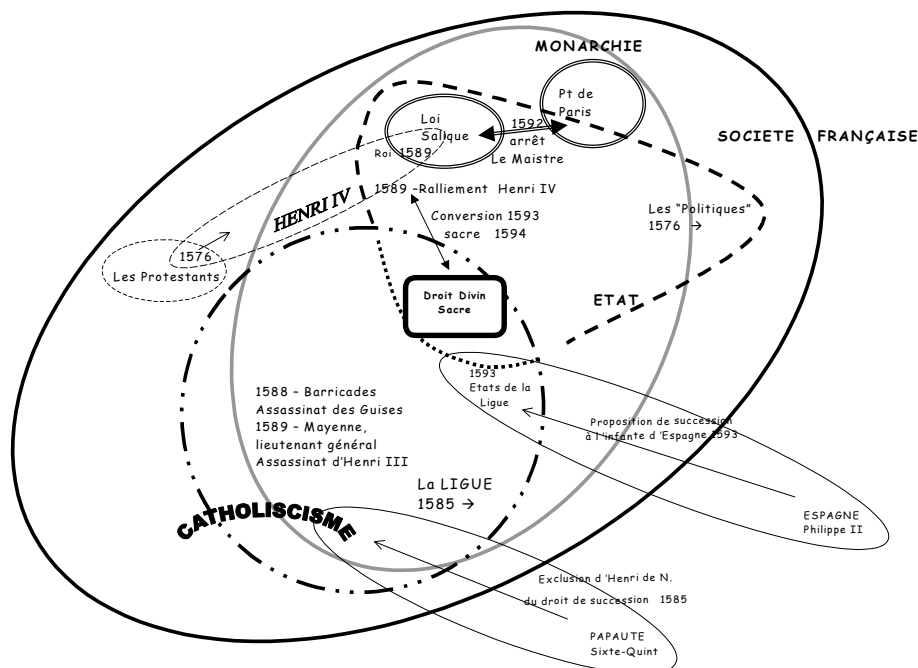 MONARCHIE
Pt de
Paris
Loi
Salique
1592
arrêt
Le Maistre
Roi 1589
SOCIETE FRANÇAISE
1589 –Ralliement Henri IV
HENRI IV
Conversion 1593
sacre 1594
Les “Politiques”
1576 →
1576
Les Protestants
Droit Divin
Sacre
ETAT
1593
Etats de la
Ligue
1588 – Barricades
Assassinat des Guises
1589 – Mayenne,
lieutenant général
Assassinat d’Henri III
Proposition de succession
à l’infante d’Espagne 1593
La LIGUE
1585 →
CATHOLISCISME
ESPAGNE
Philippe II
Exclusion d’Henri de N.
du droit de succession 1585
PAPAUTE
Sixte-Quint